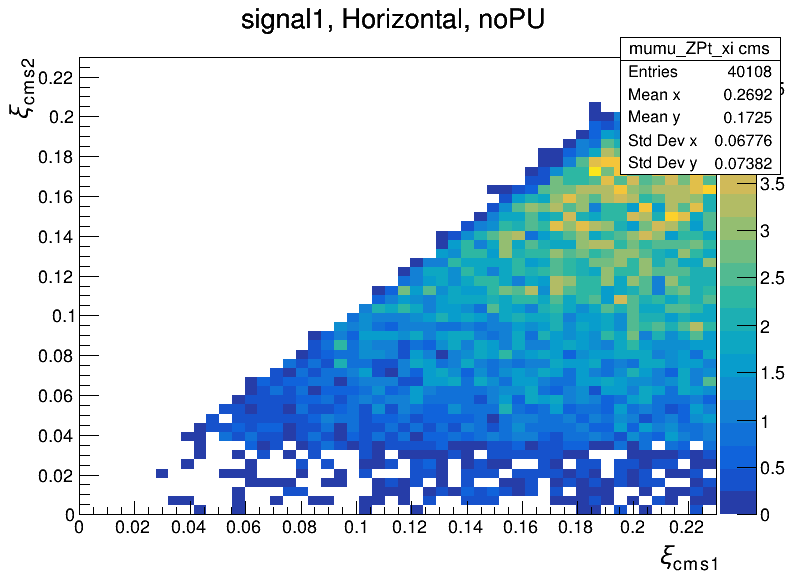 signal1, Horizontal, noPU
mumu_ZPt_xi cms
Entries 40108
Mean x 0.2692
Mean y 0.1725
Std Dev x 0.06776
Std Dev y 0.07382
ξcms2
0.22
0.2
0.18
0.16
0.14
0.12
0.1
0.08
0.06
0.04
0.02
0
0 0.02 0.04 0.06 0.08 0.1 0.12 0.14 0.16 0.18 0.2 0.22
ξcms1
3.5
3
2.5
2
1.5
1
0.5
0